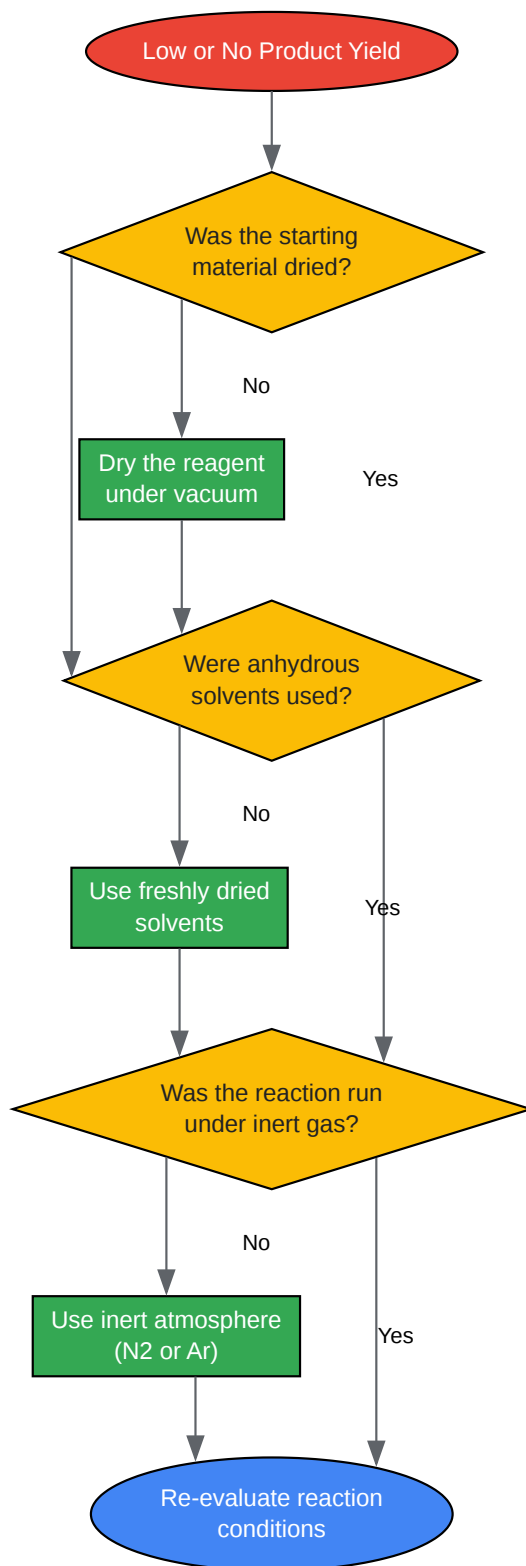 Low or No Product Yield
Was the starting
material dried?
No
Dry the reagent
under vacuum
Yes
Were anhydrous
solvents used?
No
Use freshly dried
solvents
Yes
Was the reaction run
under inert gas?
No
Use inert atmosphere
(N2 or Ar)
Yes
Re-evaluate reaction
conditions